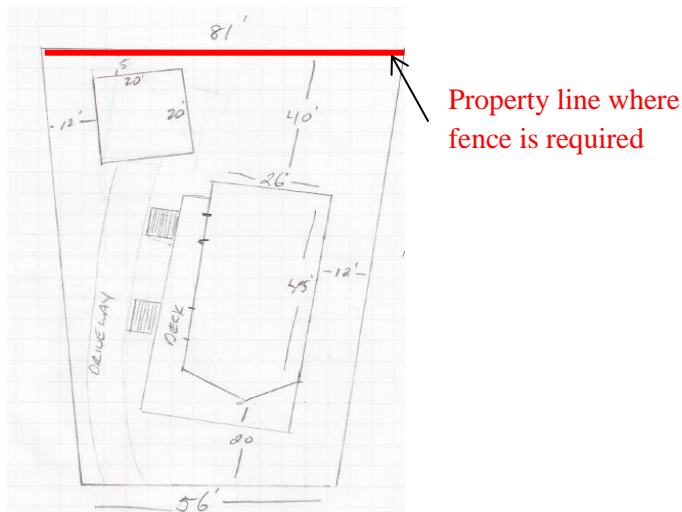 81'
5'
20'
20'
12'
40'
Property line where
fence is required
26'
45'
12'
DECK
DRIVEWAY
20
56'